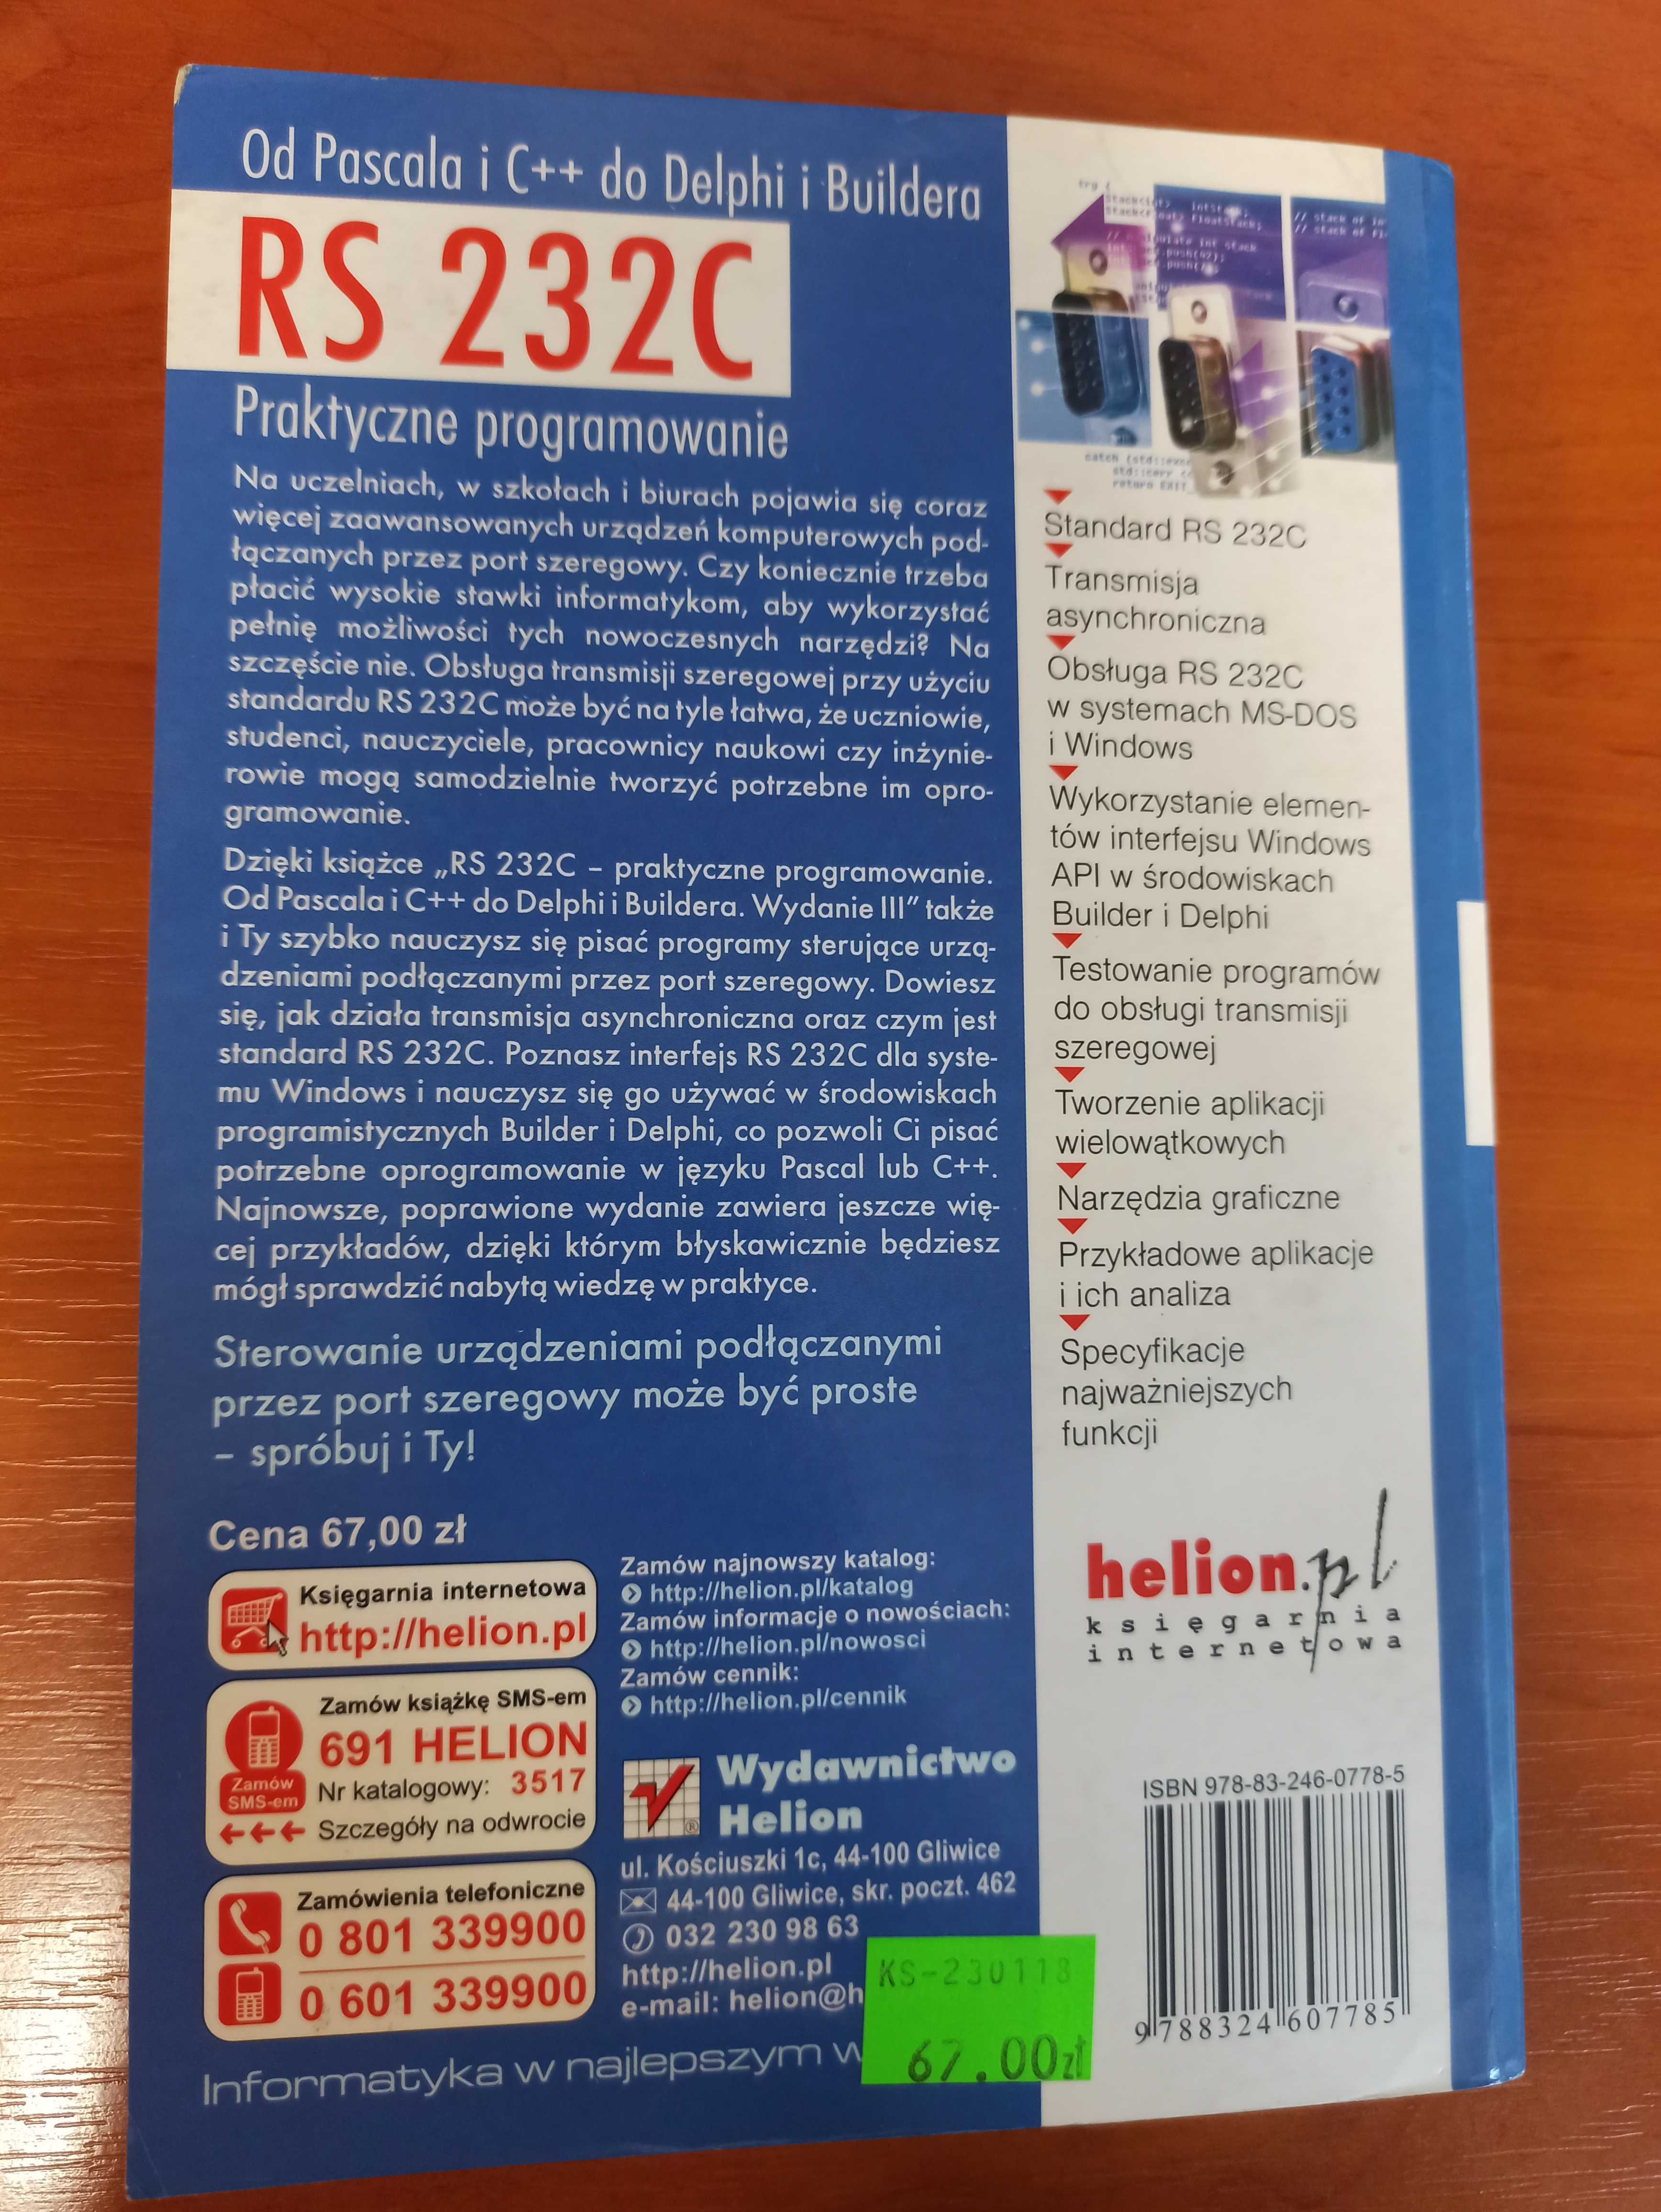 Od Pascala i C++ do Delphi i Buildera
RS 232C
Praktyczne programowanie
Na uczelniach, w szkołach i biurach pojawia się coraz
więcej zaawansowanych urządzeń komputerowych pod-
łączanych przez port szeregowy. Czy koniecznie trzeba
płacić wysokie stawki informatykom, aby wykorzystać
pełnię możliwości tych nowoczesnych narzędzi? Na
szczęście nie. Obsługa transmisji szeregowej przy użyciu
standardu RS 232C może być na tyle łatwa, że uczniowie,
studenci, nauczyciele, pracownicy naukowi czy inżynie-
rowie mogą samodzielnie tworzyć potrzebne im opro-
gramowanie.
Dzięki książce „RS 232C – praktyczne programowanie.
Od Pascala i C++ do Delphi i Buildera. Wydanie III” także
i Ty szybko nauczysz się pisać programy sterujące urzą-
dzeniami podłączanymi przez port szeregowy. Dowiesz
się, jak działa transmisja asynchroniczna oraz czym jest
standard RS 232C. Poznasz interfejs RS 232C dla syste-
mu Windows i nauczysz się go używać w środowiskach
programistycznych Builder i Delphi, co pozwoli Ci pisać
potrzebne oprogramowanie w języku Pascal lub C++.
Najnowsze, poprawione wydanie zawiera jeszcze wię-
cej przykładów, dzięki którym błyskawicznie będziesz
mógł sprawdzić nabytą wiedzę w praktyce.
Sterowanie urządzeniami podłączanymi
przez port szeregowy może być proste
– spróbuj i Ty!
Cena 67,00 zł
Księgarnia internetowa
http://helion.pl
Zamów książkę SMS-em
691 HELION
Zamów
SMS-em
Nr katalogowy: 3517
Szczegóły na odwrocie
Zamówienia telefoniczne
0 801 339900
0 601 339900
Zamów najnowszy katalog:
http://helion.pl/katalog
Zamów informacje o nowościach:
http://helion.pl/nowosci
Zamów cennik:
http://helion.pl/cennik
Wydawnictwo
Helion
ul. Kościuszki 1c, 44-100 Gliwice
44-100 Gliwice, skr. poczt. 462
032 230 98 63
http://helion.pl
e-mail: helion@h
KS-230118
67.00zł
Informatyka w najlepszym w
Standard RS 232C
Transmisja
asynchroniczna
Obsługa RS 232C
w systemach MS-DOS
i Windows
Wykorzystanie elemen-
tów interfejsu Windows
API w środowiskach
Builder i Delphi
Testowanie programów
do obsługi transmisji
szeregowej
Tworzenie aplikacji
wielowątkowych
Narzędzia graficzne
Przykładowe aplikacje
i ich analiza
Specyfikacje
najważniejszych
funkcji
helion.pl
księgarnia
internetowa
ISBN 978-83-246-0778-5
9 788324 607785